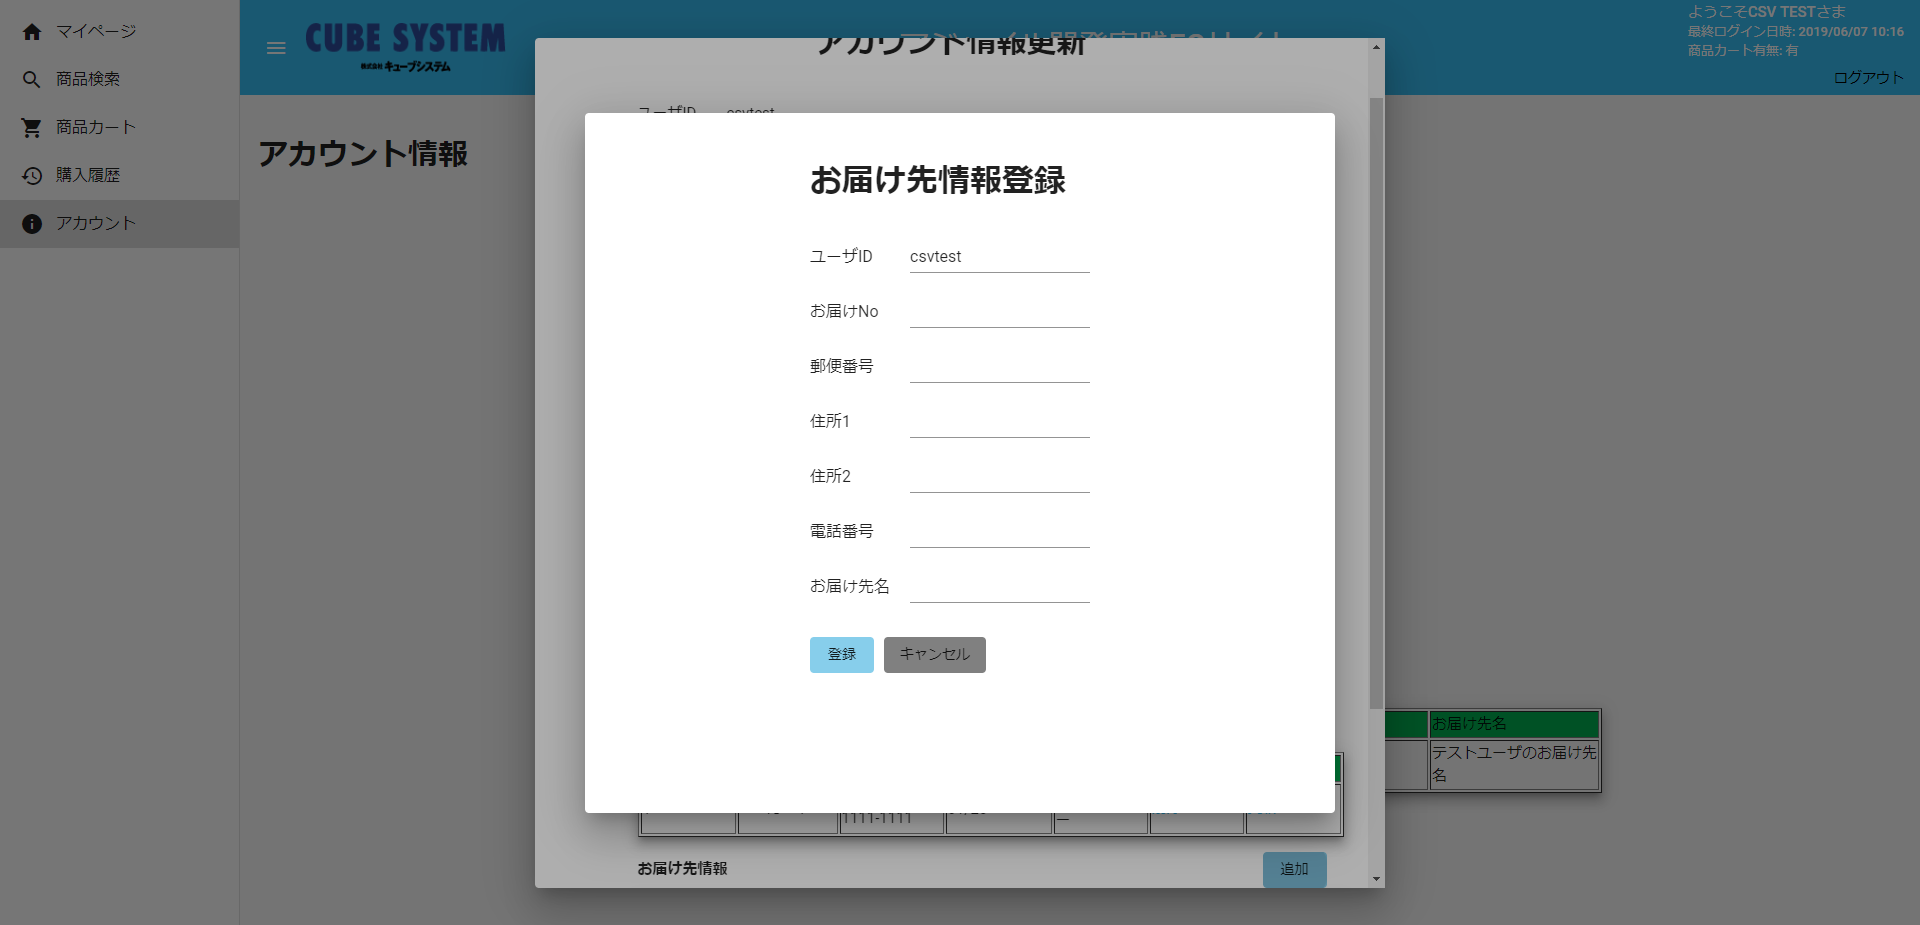 マイページ
商品検索
商品カート
購入履歴
アカウント
CUBE SYSTEM
株式会社 キューブシステム
ようこそCSV TESTさま
最終ログイン日時: 2019/06/07 10:16
商品カート有無: 有
ログアウト
アカウント情報
アカウント情報更新
ユーザID csvtest
お届け先情報登録
ユーザID csvtest
お届けNo
郵便番号
住所1
住所2
電話番号
お届け先名
登録 キャンセル
お届け先名
テストユーザのお届け先
名
1111-1111
お届け先情報 追加